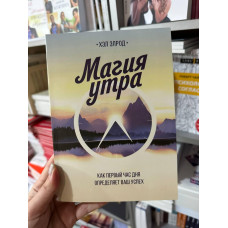 • ХЭЛ ЭЛРОД •
Магия
утра
КАК ПЕРВЫЙ ЧАС ДНЯ
ОПРЕДЕЛЯЕТ ВАШ УСПЕХ